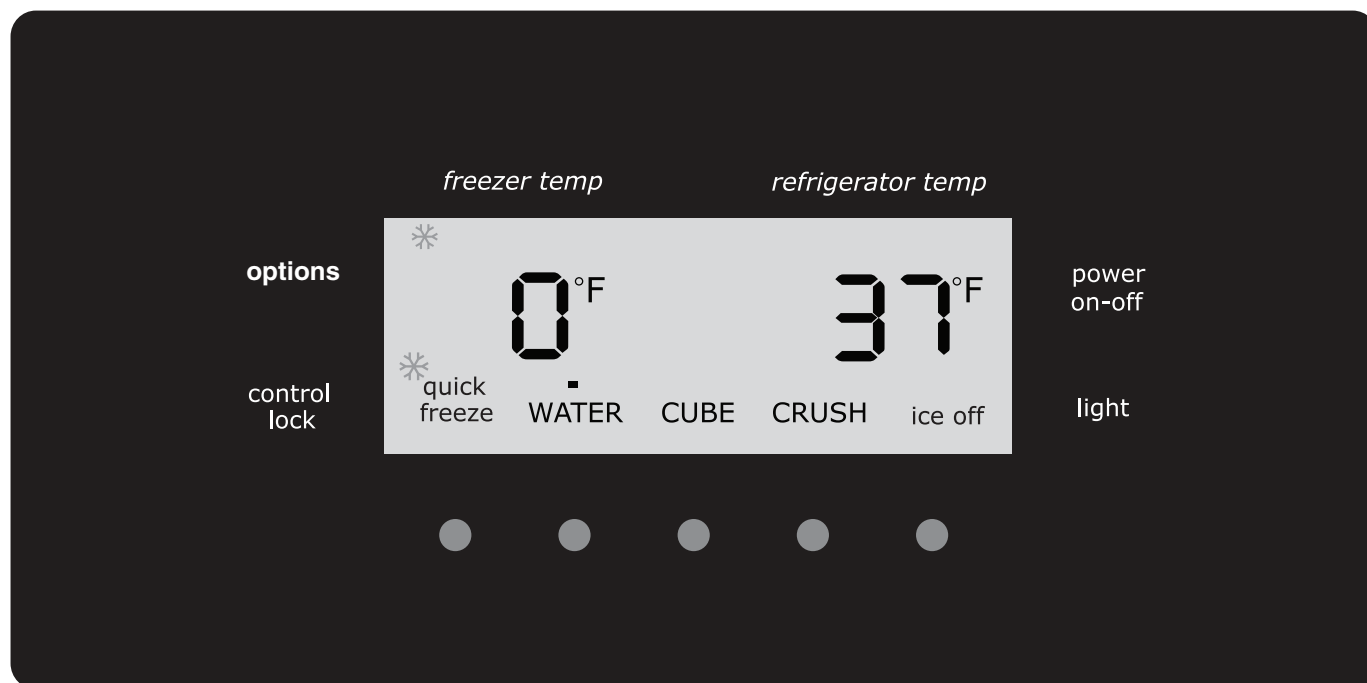 freezer temp
refrigerator temp
options
0°F
37°F
power
on-off
control
lock
quick
freeze
WATER
CUBE
CRUSH
ice off
light